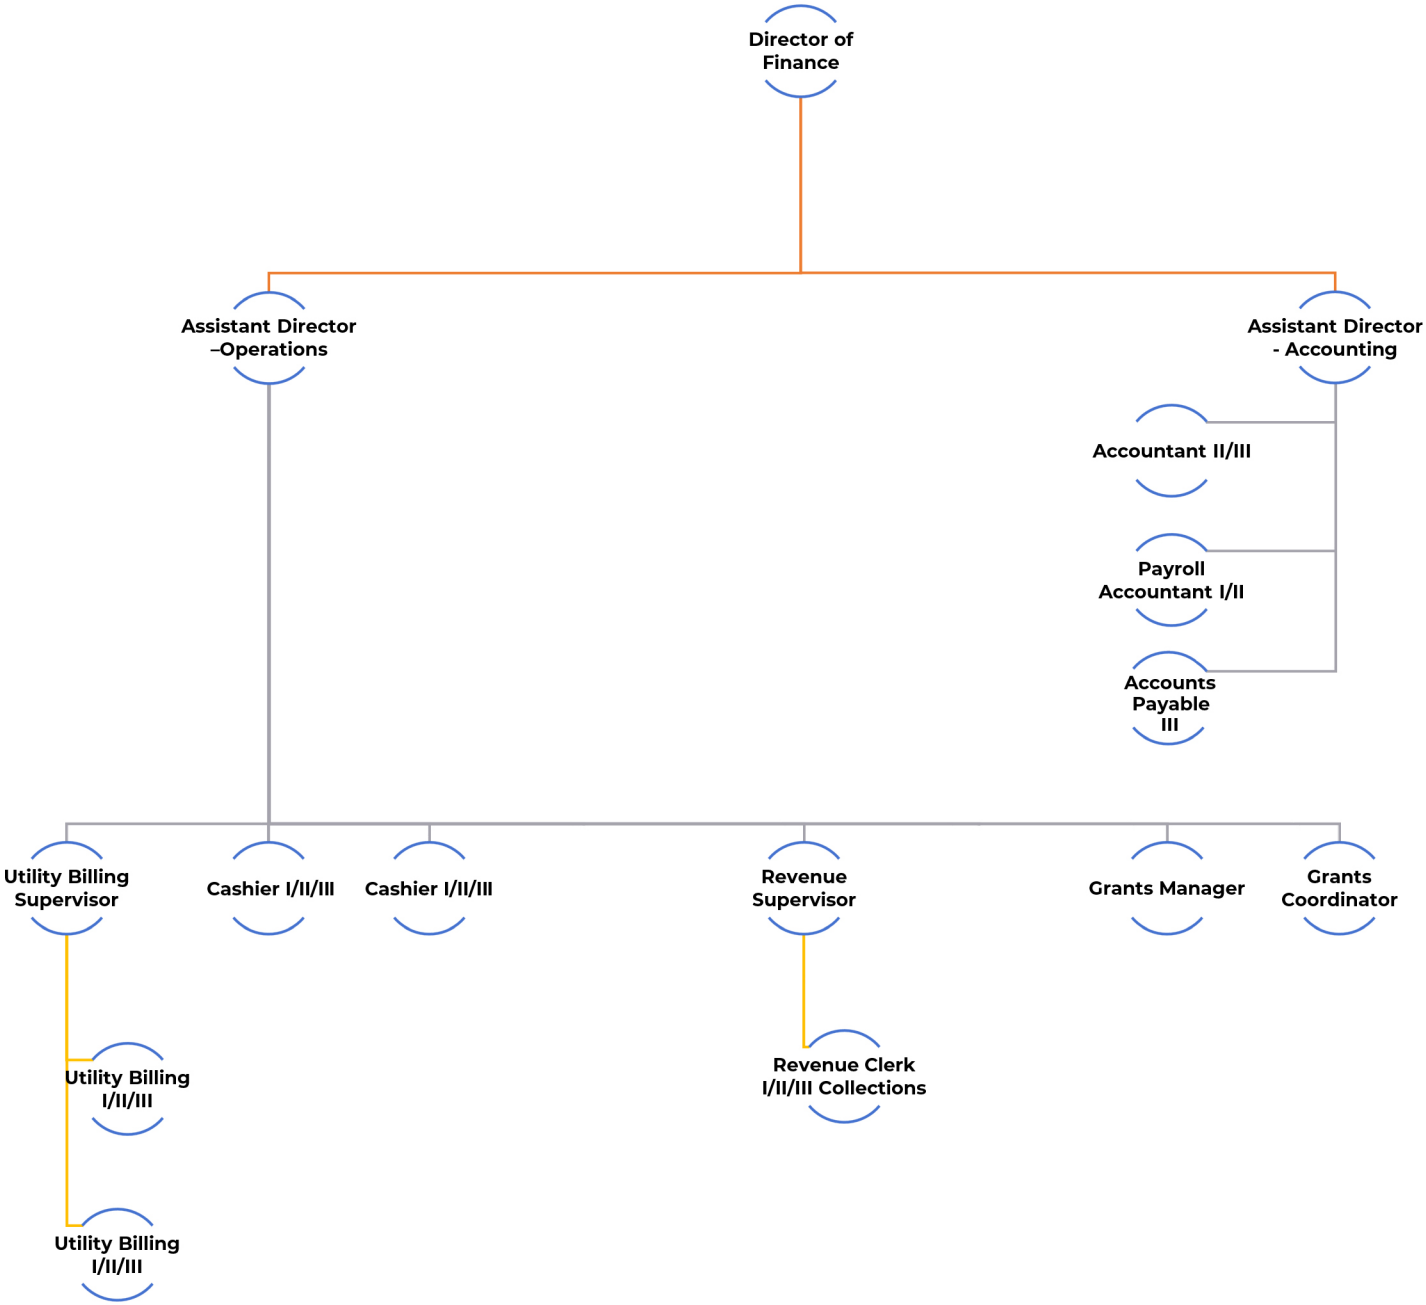 Director of
Finance
Assistant Director
–Operations
Assistant Director
- Accounting
Accountant II/III
Payroll
Accountant I/II
Accounts
Payable
III
Utility Billing
Supervisor
Cashier I/II/III
Cashier I/II/III
Revenue
Supervisor
Grants Manager
Grants
Coordinator
Utility Billing
I/II/III
Revenue Clerk
I/II/III Collections
Utility Billing
I/II/III